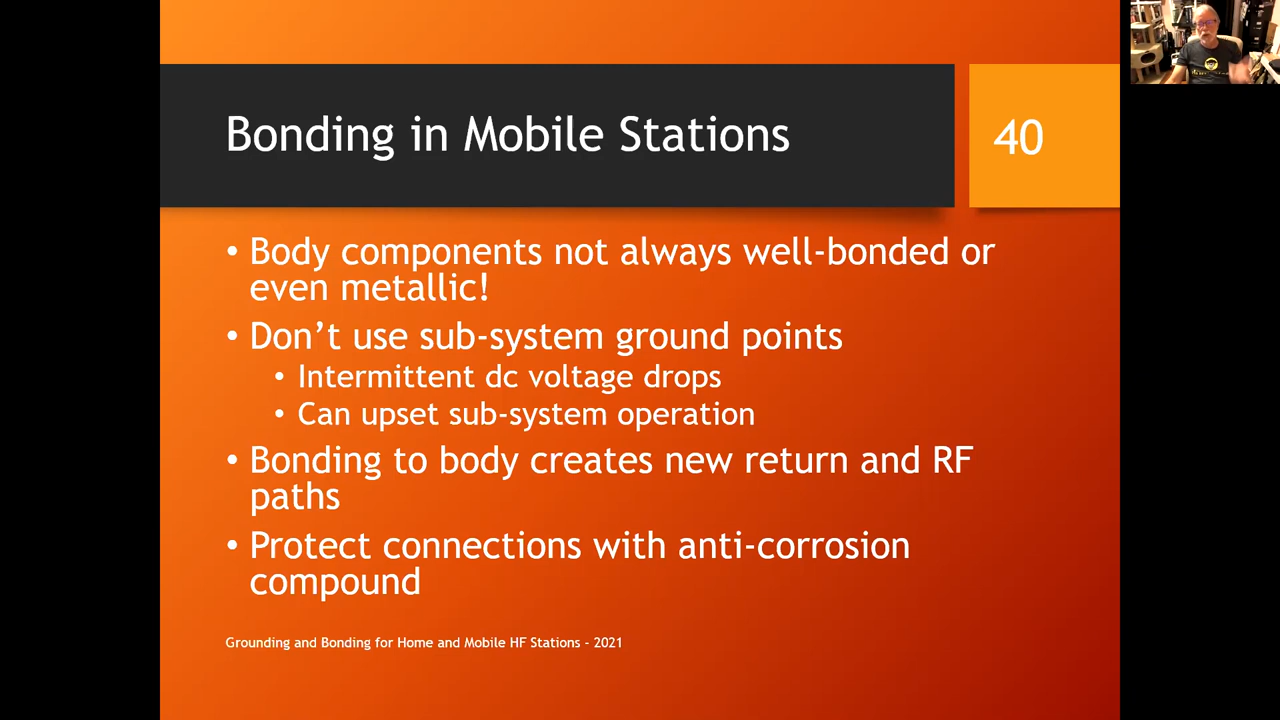 Bonding in Mobile Stations
40
• Body components not always well-bonded or
even metallic!
• Don’t use sub-system ground points
• Intermittent dc voltage drops
• Can upset sub-system operation
• Bonding to body creates new return and RF
paths
• Protect connections with anti-corrosion
compound
Grounding and Bonding for Home and Mobile HF Stations - 2021